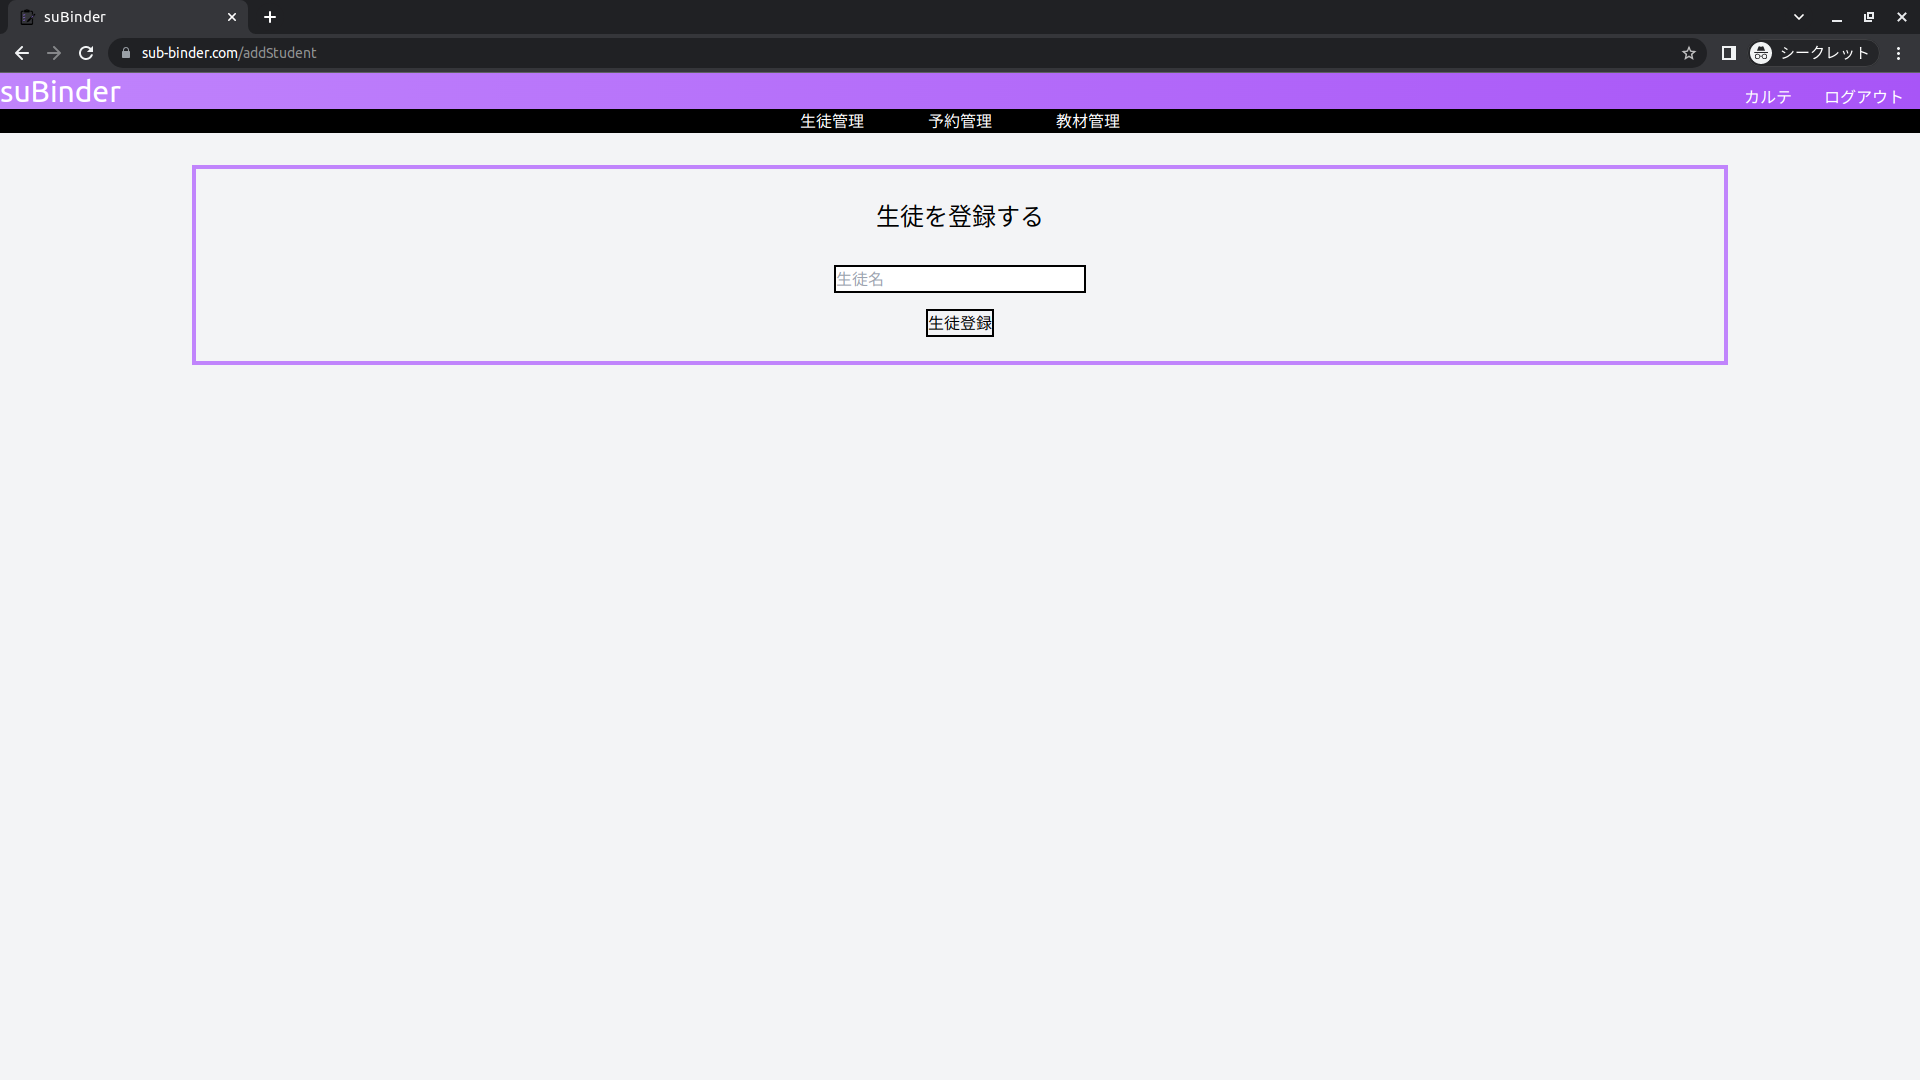 suBinder
sub-binder.com/addStudent
シークレット
suBinder
カルテ ログアウト
生徒管理 予約管理 教材管理
生徒を登録する
生徒名
生徒登録